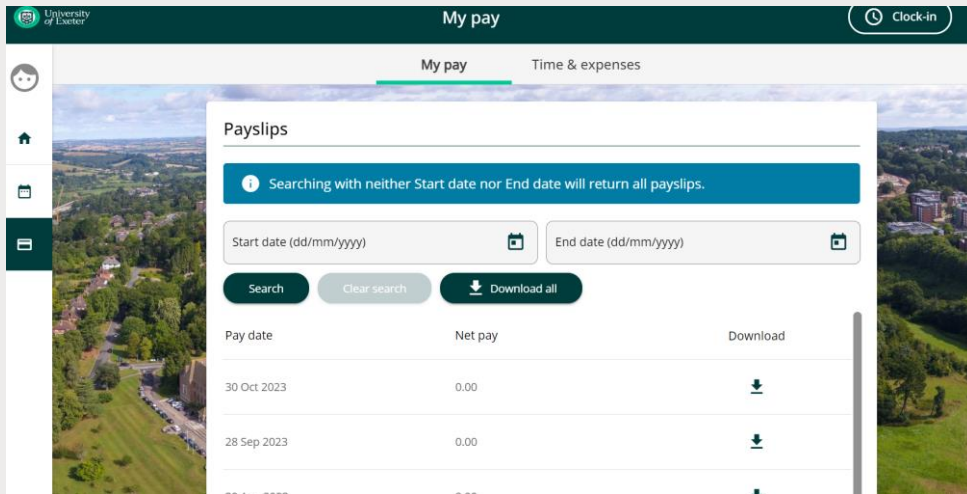 University
of Exeter
My pay
Clock-in
My pay Time & expenses
Payslips
Searching with neither Start date nor End date will return all payslips.
Start date (dd/mm/yyyy) End date (dd/mm/yyyy)
Search Clear search Download all
Pay date Net pay Download
30 Oct 2023 0.00
28 Sep 2023 0.00